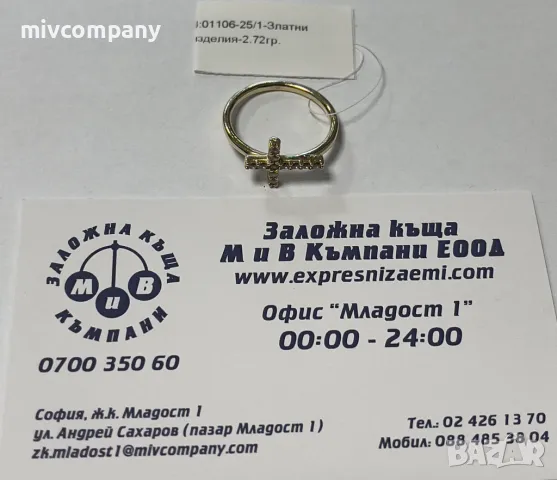 mivcompany
:01106-25/1-Златни
изделия-2.72гр.
ЗАЛОЖНА КЪЩА
М и В
КЪМПАНИ
0700 350 60
Заложна къща
М и В Къмпани ЕООД
www.expresnizaemi.com
Офис "Младост 1"
00:00 - 24:00
София, ж.к. Младост 1
ул. Андрей Сахаров (пазар Младост 1)
zk.mladost1@mivcompany.com
Тел.: 02 426 13 70
Мобил.: 088 485 38 04
BAZAR